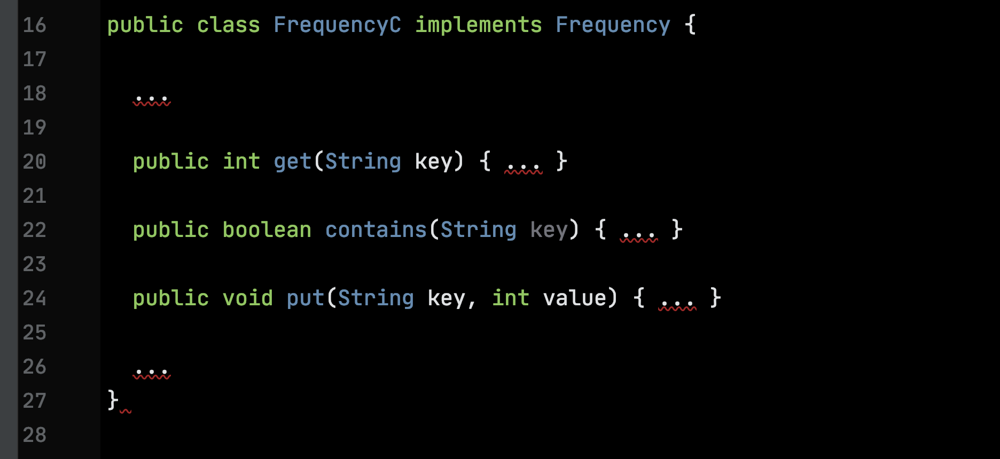 16 public class FrequencyC implements Frequency {
17
18 ...
19
20 public int get(String key) { ... }
21
22 public boolean contains(String key) { ... }
23
24 public void put(String key, int value) { ... }
25
26 ...
27 }
28